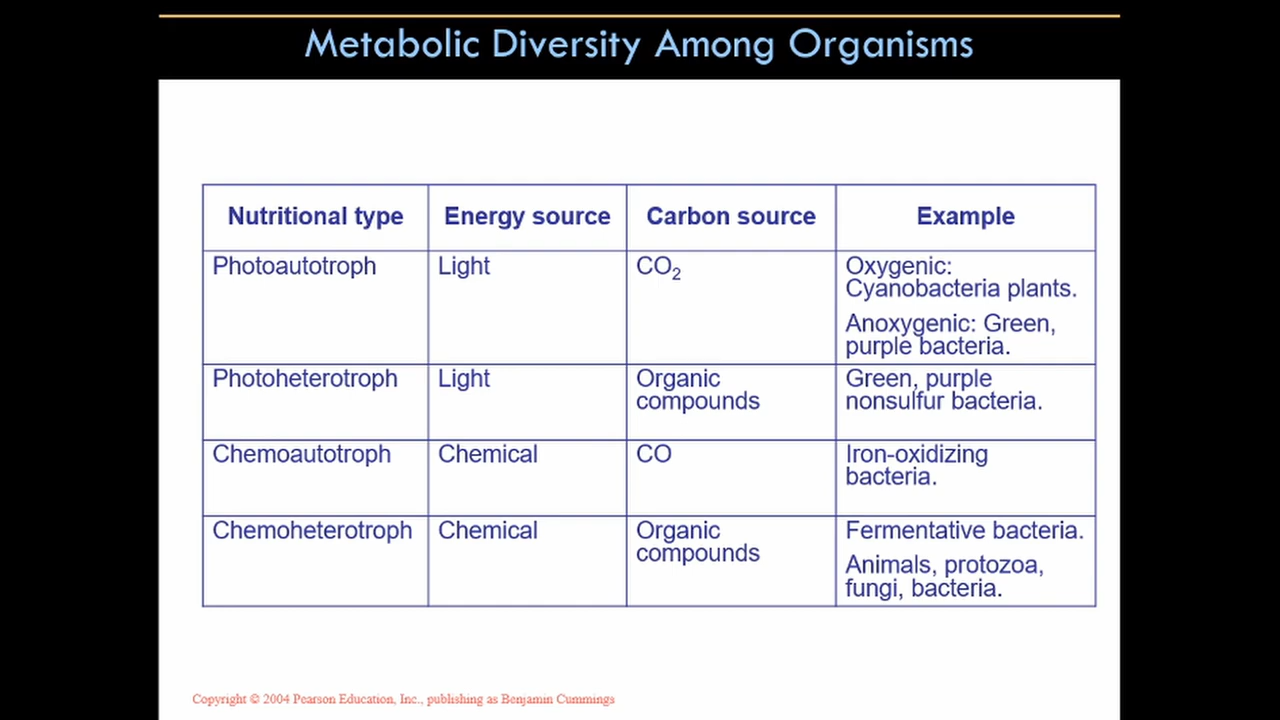 Metabolic Diversity Among Organisms
Nutritional type Energy source Carbon source Example
Photoautotroph Light CO₂ Oxygenic:
Cyanobacteria plants.
Anoxygenic: Green,
purple bacteria.
Photoheterotroph Light Organic Green, purple
compounds nonsulfur bacteria.
Chemoautotroph Chemical CO Iron-oxidizing
bacteria.
Chemoheterotroph Chemical Organic Fermentative bacteria.
compounds
Animals, protozoa,
fungi, bacteria.
Copyright © 2004 Pearson Education, Inc., publishing as Benjamin Cummings